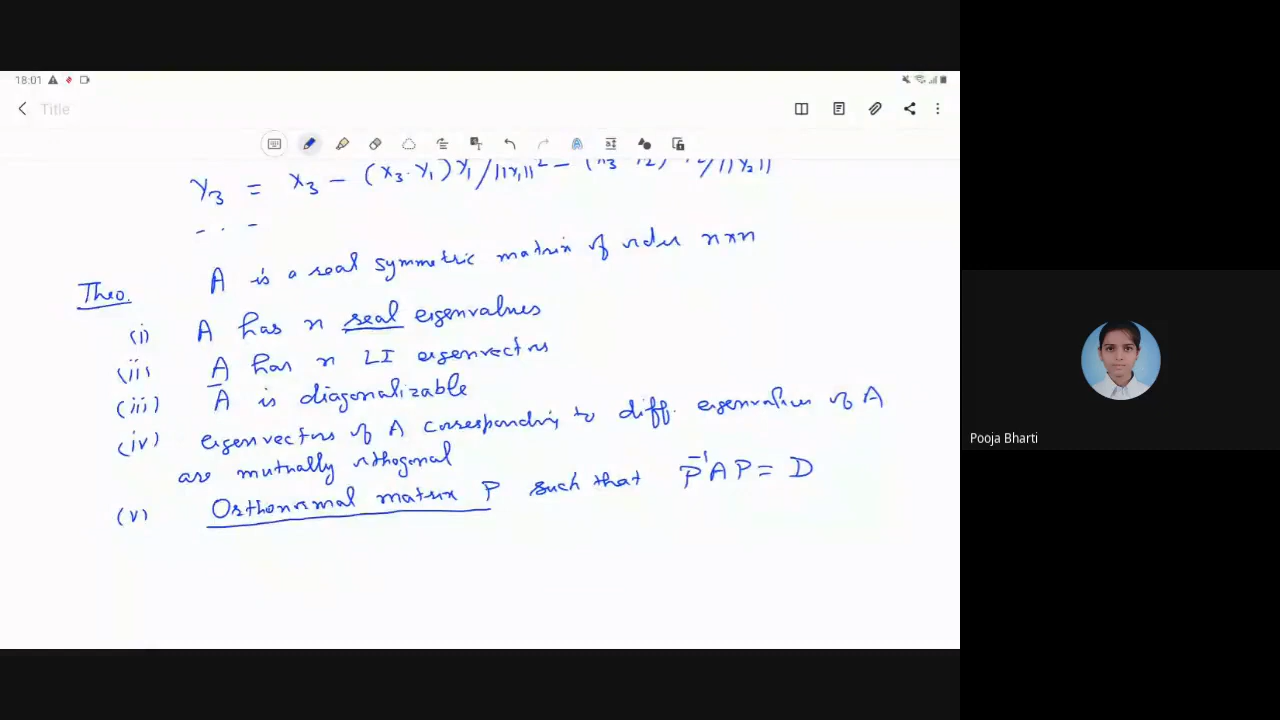 18:01
Title
Y3 = X3 - (X3.Y1) Y1/||Y1||² -
- . -
Theo. A is a real symmetric matrix of order n×n
(i) A has n real eigenvalues
(ii) A has n LI eigenvectors
(iii) A is diagonalizable
(iv) eigenvectors of A corresponding to diff. eigenvalues of A
are mutually orthogonal
(v) Orthonormal matrix P such that P⁻¹AP = D
Pooja Bharti